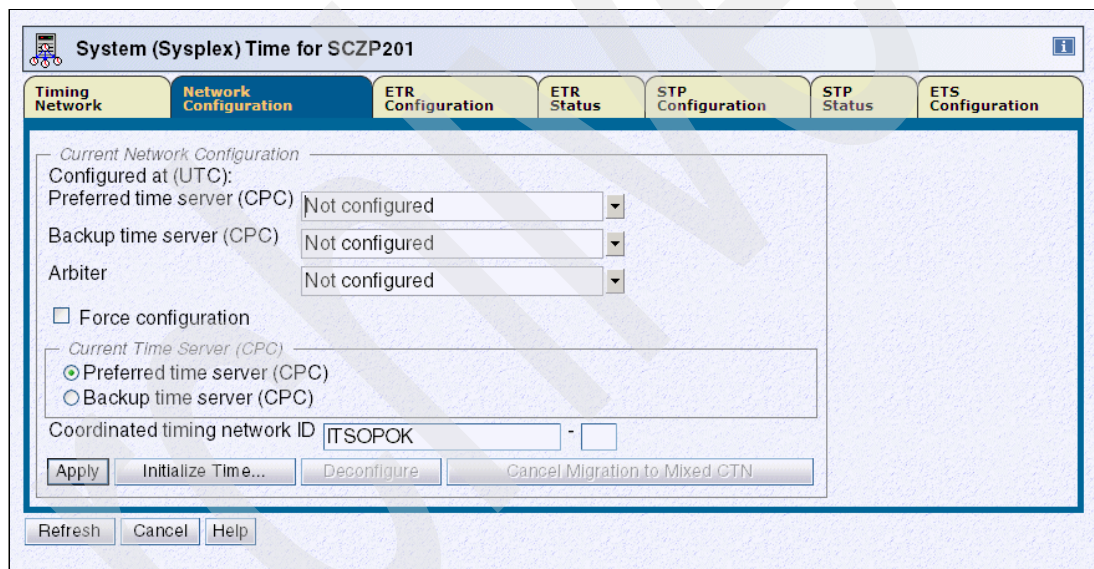 System (Sysplex) Time for SCZP201
i
Timing Network
Network Configuration
ETR Configuration
ETR Status
STP Configuration
STP Status
ETS Configuration
Current Network Configuration
Configured at (UTC):
Preferred time server (CPC) Not configured
Backup time server (CPC) Not configured
Arbiter Not configured
Force configuration
Current Time Server (CPC)
Preferred time server (CPC)
Backup time server (CPC)
Coordinated timing network ID ITSOPOK -
Apply Initialize Time... Deconfigure Cancel Migration to Mixed CTN
Refresh Cancel Help